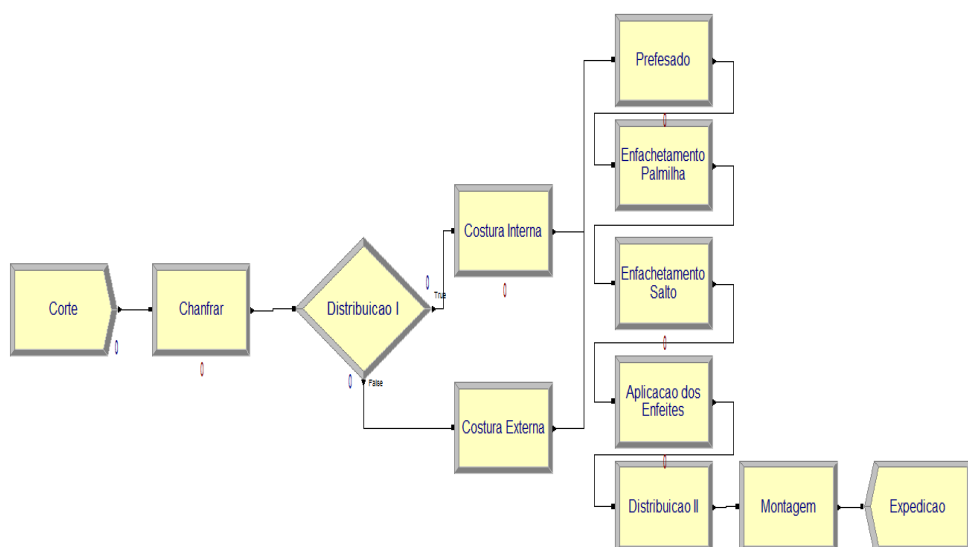 Corte
Chanfrar
Distribuicao I
True
False
0
0
0
0
Costura Interna
0
Costura Externa
Prefesado
0
Enfachetamento
Palmilha
Enfachetamento
Salto
0
Aplicacao dos
Enfeites
0
Distribuicao II
Montagem
Expedicao